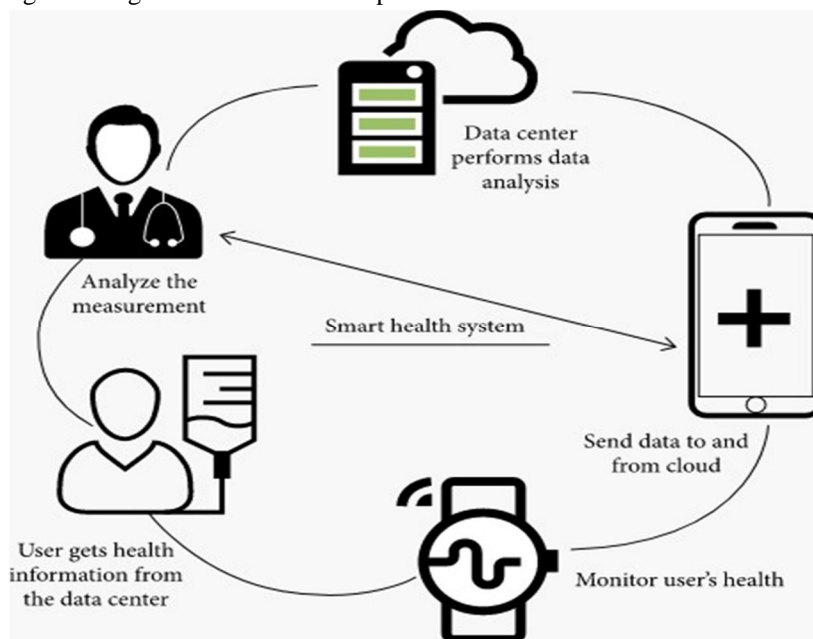 Data center
performs data
analysis
Analyze the
measurement
Smart health system
Send data to and
from cloud
User gets health
information from
the data center
Monitor user's health